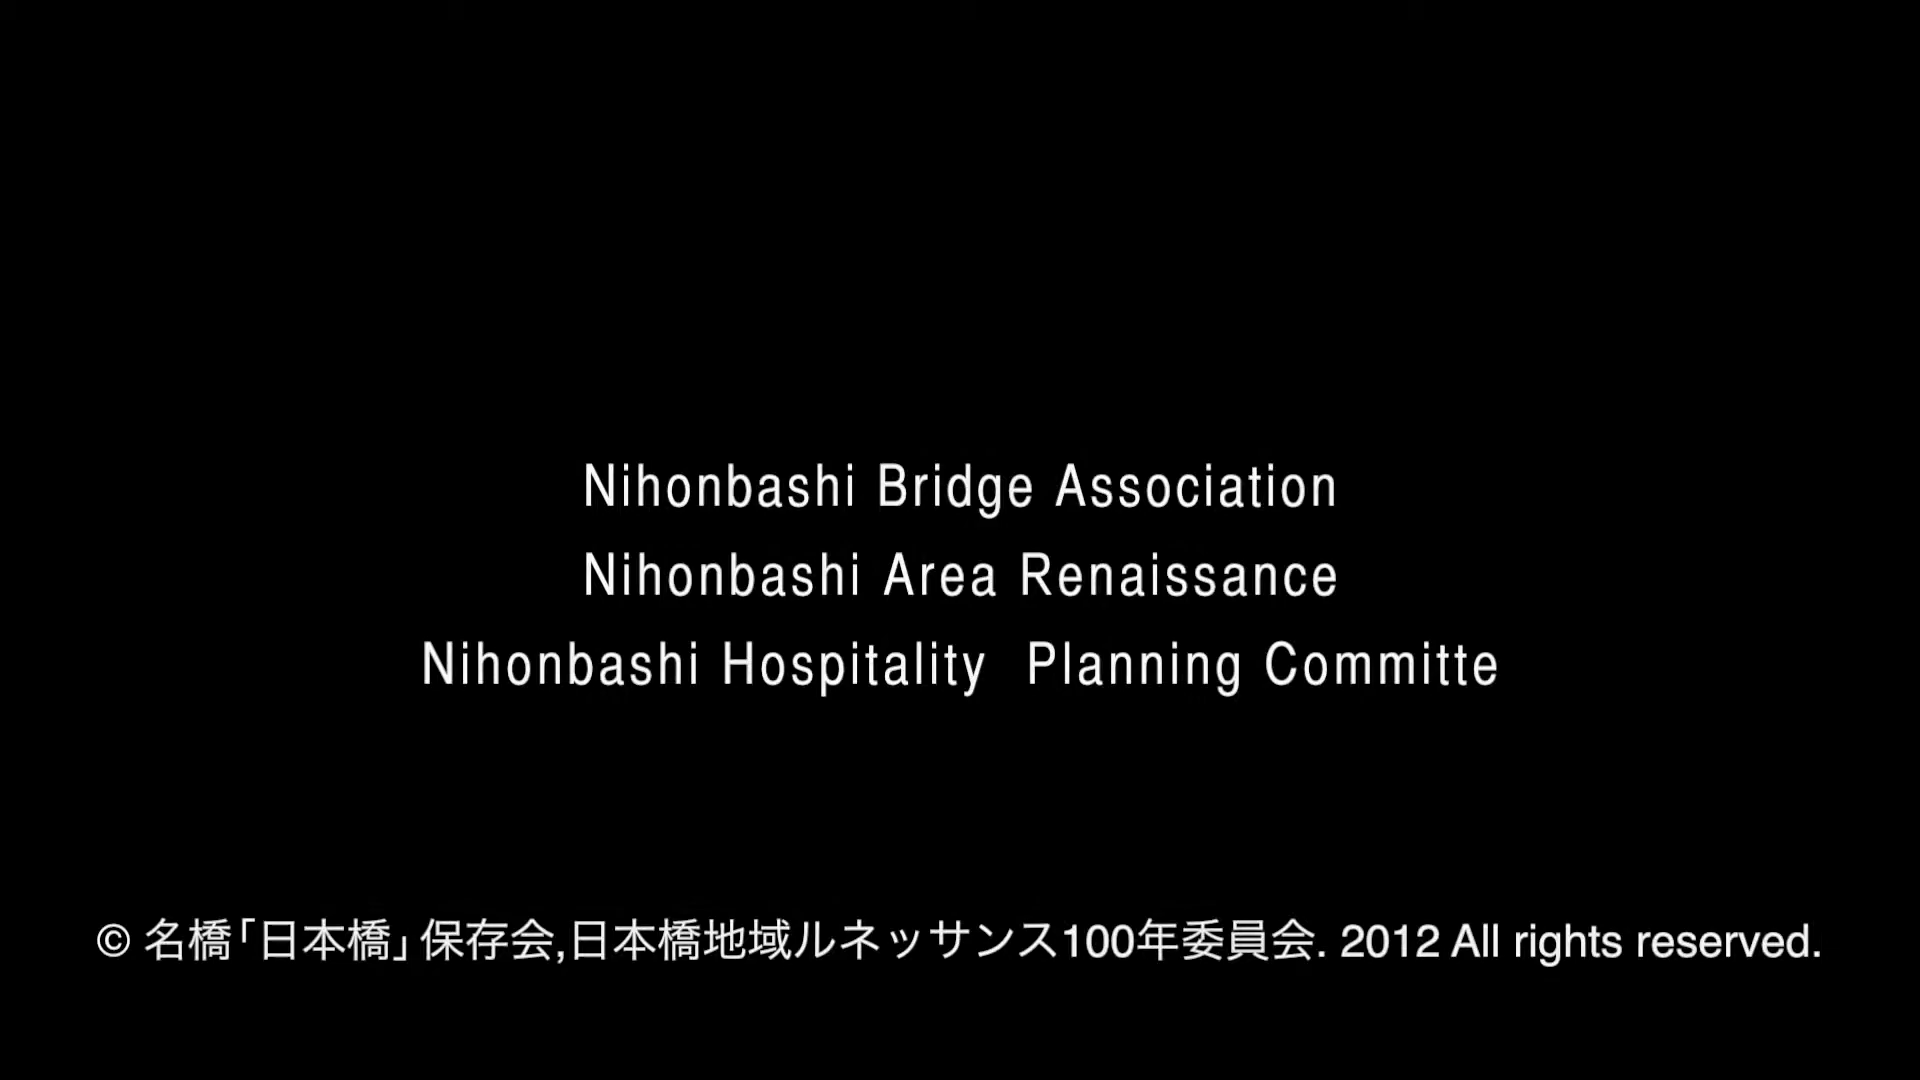 Nihonbashi Bridge Association
Nihonbashi Area Renaissance
Nihonbashi Hospitality  Planning Committe
© 名橋「日本橋」保存会,日本橋地域ルネッサンス100年委員会. 2012 All rights reserved.